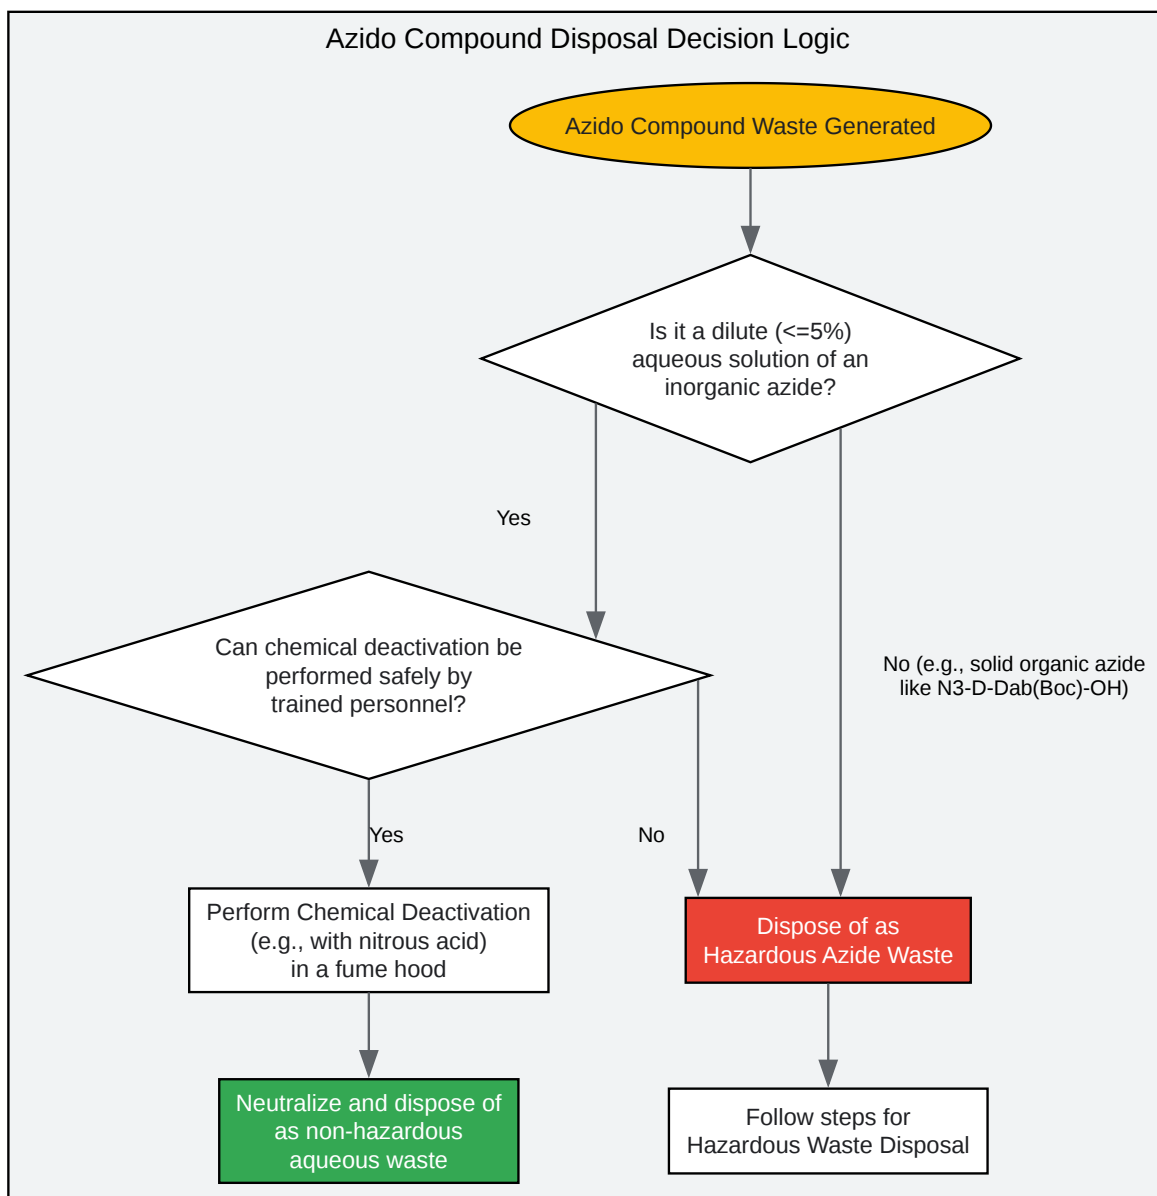 Azido Compound Disposal Decision Logic
Azido Compound Waste Generated
Is it a dilute (<=5%)
aqueous solution of an
inorganic azide?
Yes
Can chemical deactivation be
performed safely by
trained personnel?
No (e.g., solid organic azide
like N3-D-Dab(Boc)-OH)
Yes
No
Perform Chemical Deactivation
(e.g., with nitrous acid)
in a fume hood
Dispose of as
Hazardous Azide Waste
Neutralize and dispose of
as non-hazardous
aqueous waste
Follow steps for
Hazardous Waste Disposal